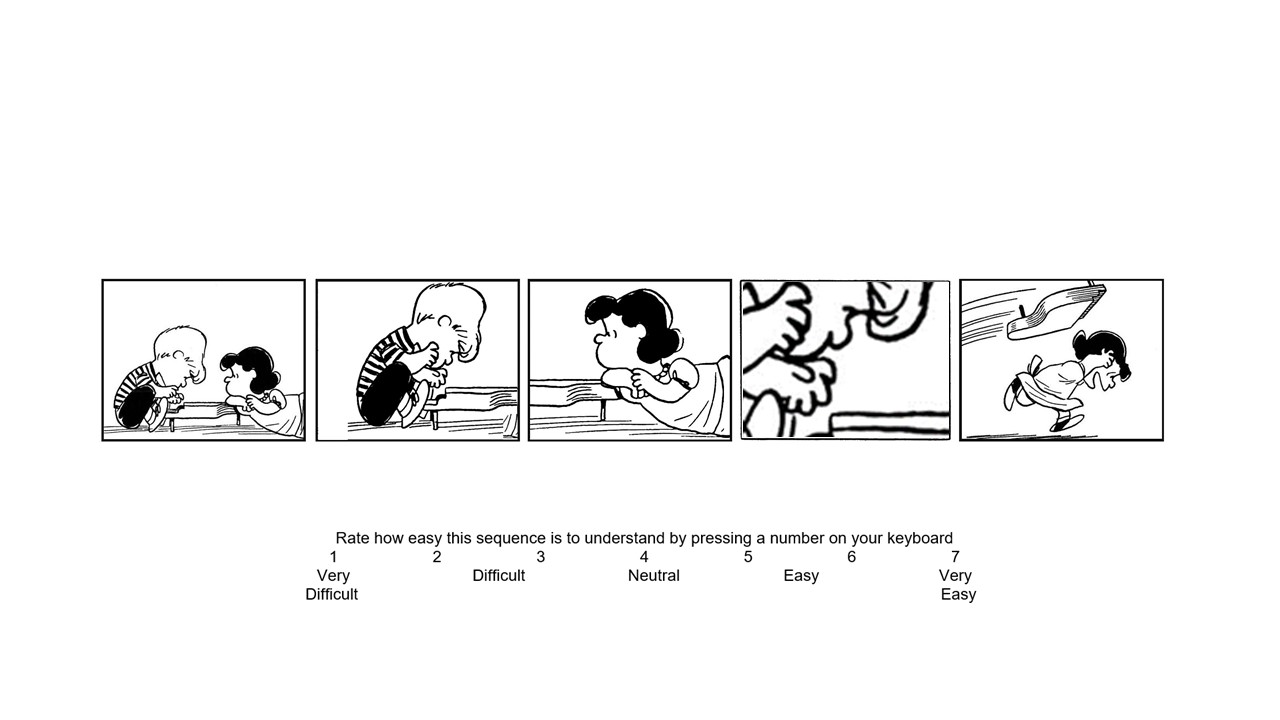 Rate how easy this sequence is to understand by pressing a number on your keyboard
1 2 3 4 5 6 7
Very Difficult Neutral Easy Very
Difficult Easy